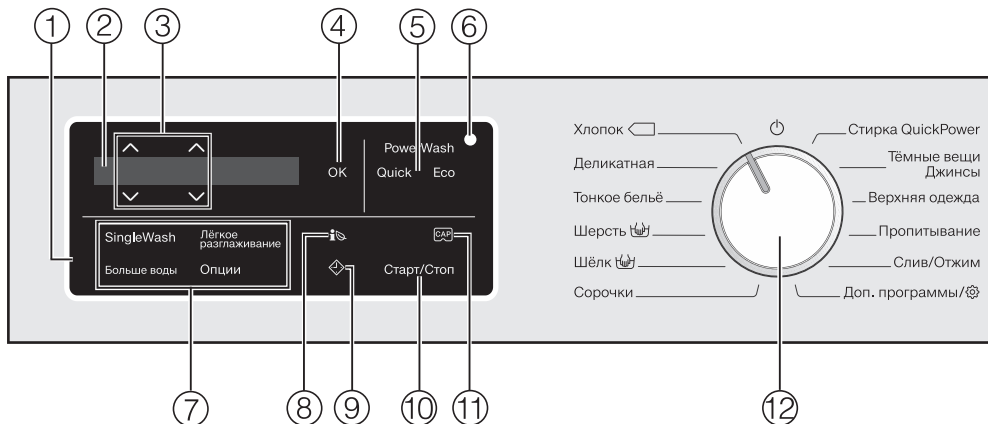 ① ② ③ ④ ⑤ ⑥
PowerWash
OK Quick Eco
SingleWash Лёгкое
разглаживание
CAP
Больше воды Опции Старт/Стоп
Хлопок Стирка QuickPower
Деликатная Тёмные вещи
Джинсы
Тонкое бельё Верхняя одежда
Шерсть Пропитывание
Шёлк Слив/Отжим
Сорочки Доп. программы/
⑦ ⑧ ⑨ ⑩ ⑪ ⑫